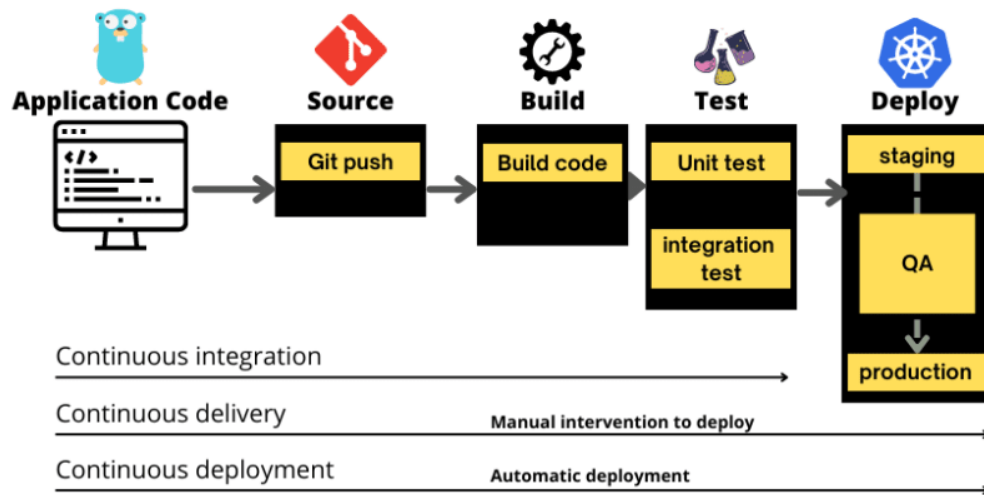 Application Code
Source
Build
Test
Deploy
</>
Git push
Build code
Unit test
integration
test
staging
QA
production
Continuous integration
Continuous delivery
Manual intervention to deploy
Continuous deployment
Automatic deployment